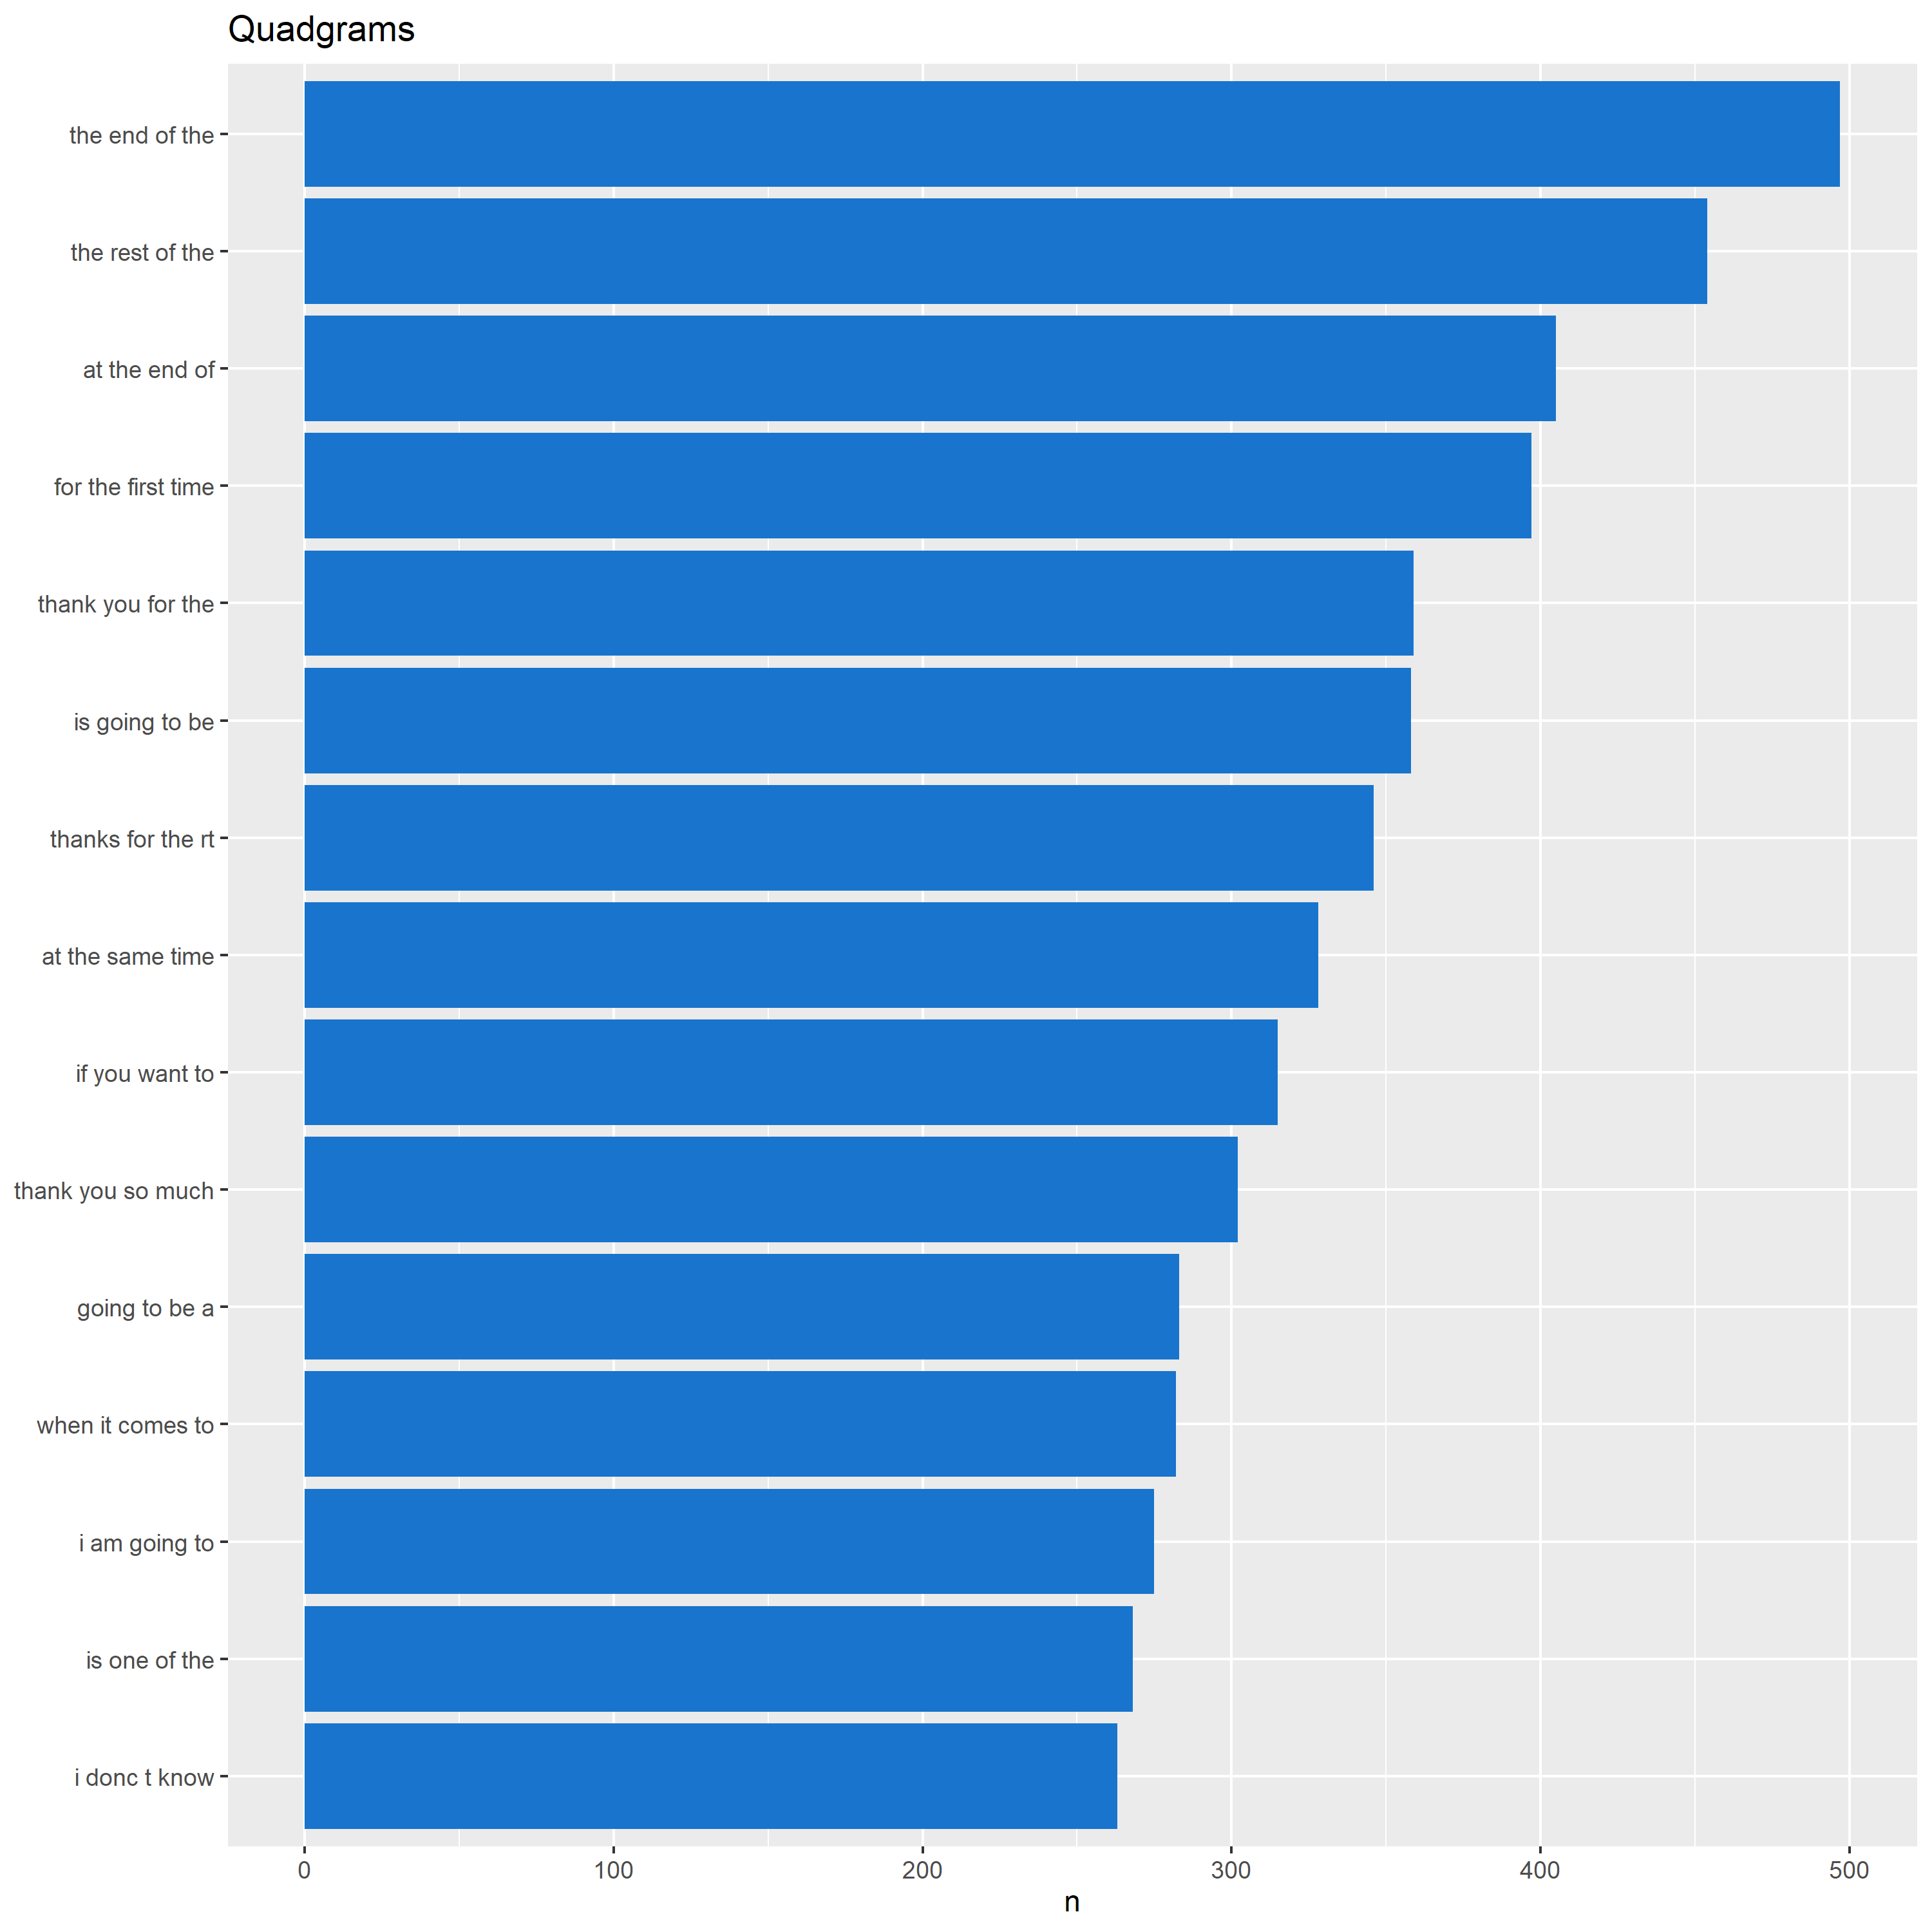 Quadgrams
the end of the
the rest of the
at the end of
for the first time
thank you for the
is going to be
thanks for the rt
at the same time
if you want to
thank you so much
going to be a
when it comes to
i am going to
is one of the
i donc t know
0 100 200 300 400 500
n